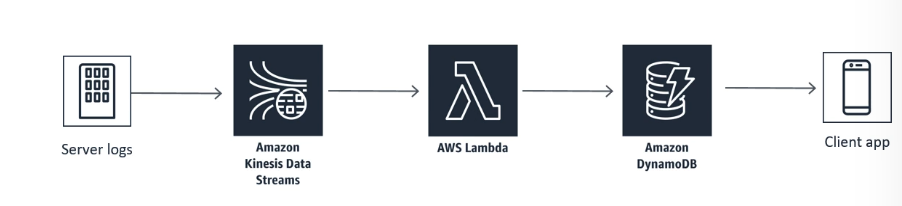 Server logs
Amazon
Kinesis Data
Streams
AWS Lambda
Amazon
DynamoDB
Client app